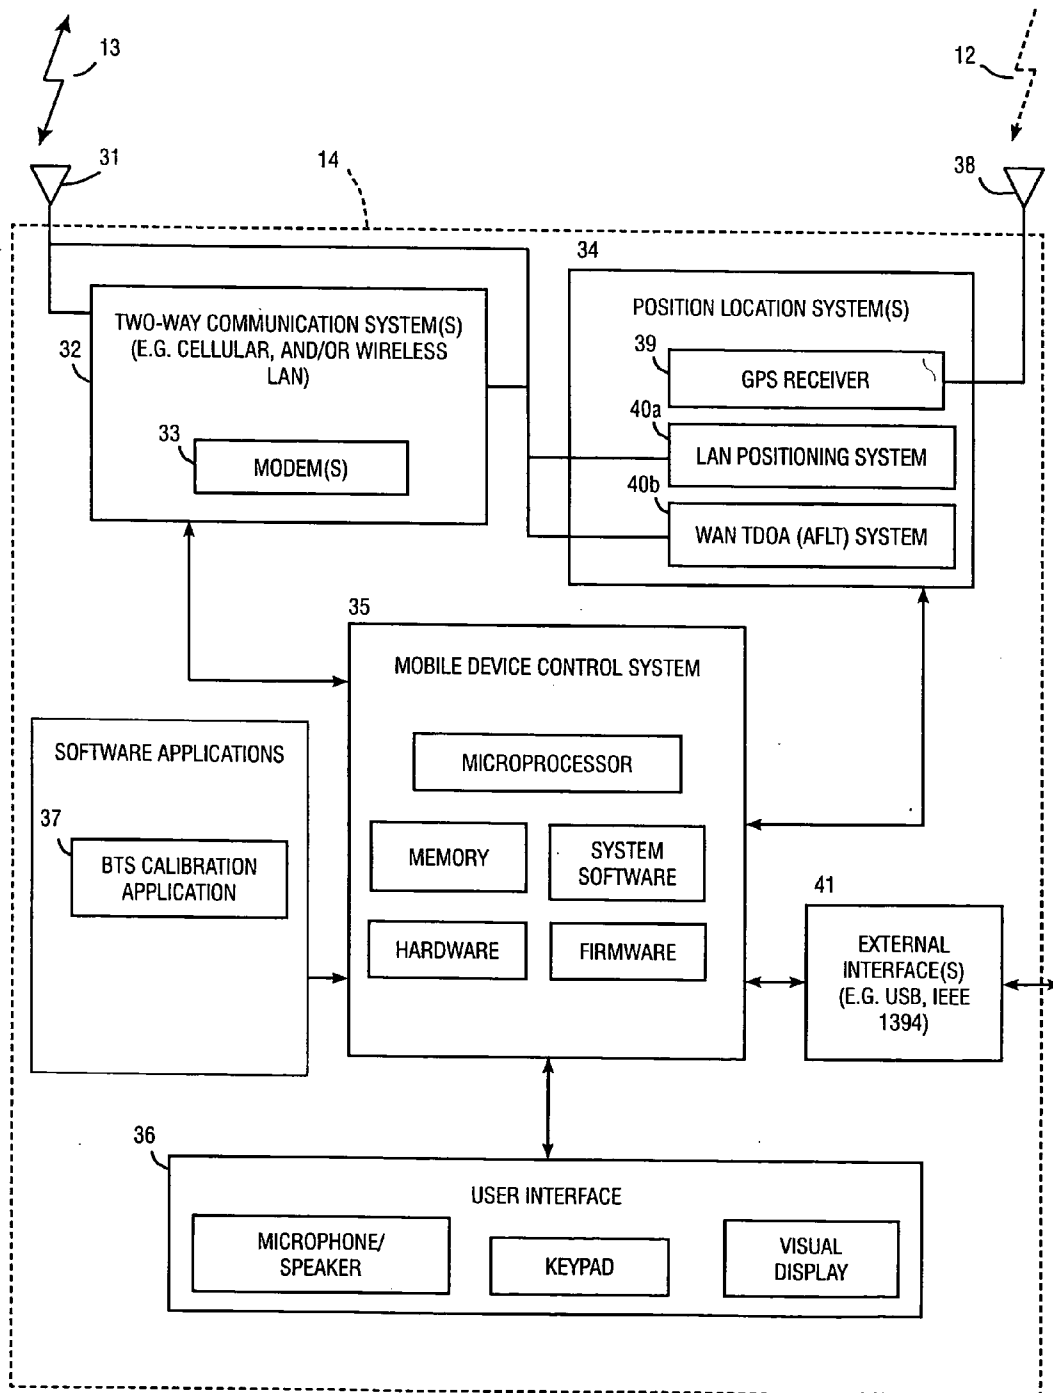 13
12
31
14
38
34
TWO-WAY COMMUNICATION SYSTEM(S)
(E.G. CELLULAR, AND/OR WIRELESS
LAN)
32
33
MODEM(S)
POSITION LOCATION SYSTEM(S)
39
GPS RECEIVER
40a
LAN POSITIONING SYSTEM
40b
WAN TDOA (AFLT) SYSTEM
35
MOBILE DEVICE CONTROL SYSTEM
MICROPROCESSOR
MEMORY
SYSTEM
SOFTWARE
HARDWARE
FIRMWARE
SOFTWARE APPLICATIONS
37
BTS CALIBRATION
APPLICATION
41
EXTERNAL
INTERFACE(S)
(E.G. USB, IEEE
1394)
36
USER INTERFACE
MICROPHONE/
SPEAKER
KEYPAD
VISUAL
DISPLAY